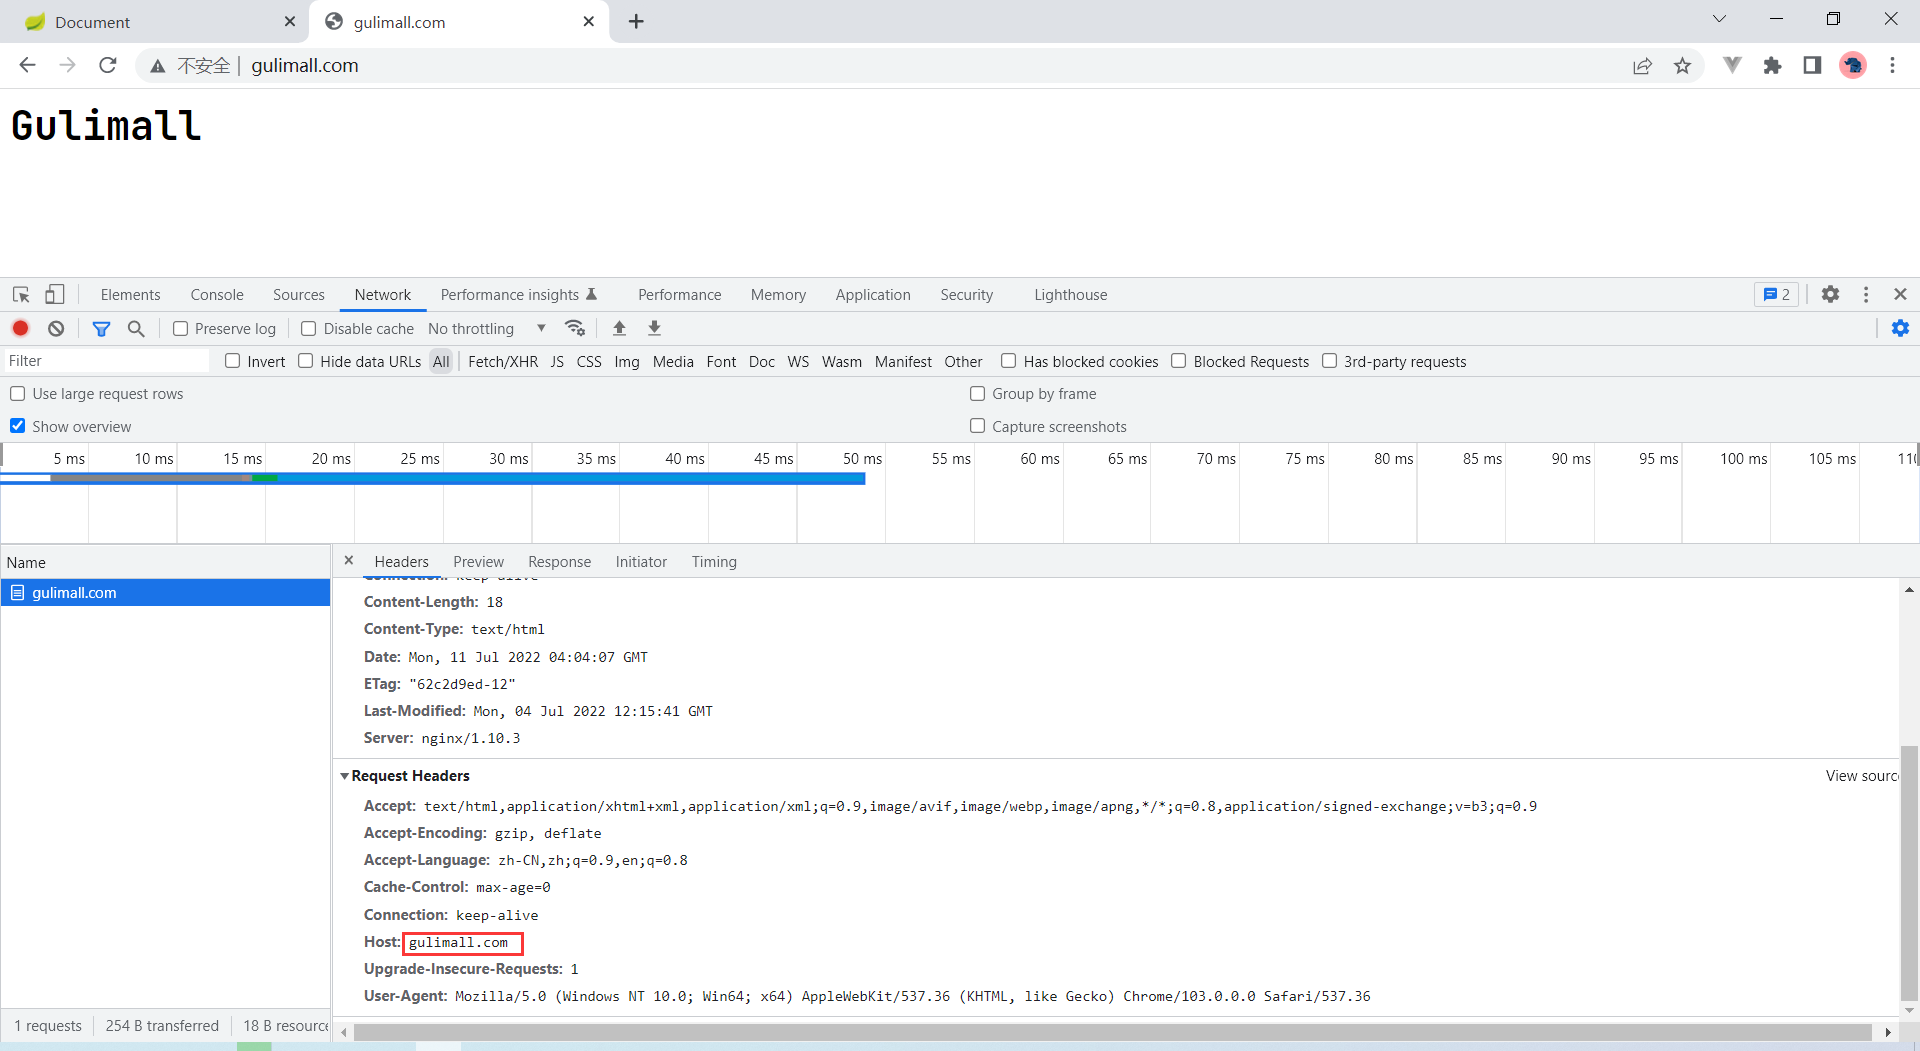 Document
gulimall.com
不安全 gulimall.com
Gulimall
Elements Console Sources Network Performance insights Performance Memory Application Security Lighthouse 2
Preserve log Disable cache No throttling
Filter Invert Hide data URLs All Fetch/XHR JS CSS Img Media Font Doc WS Wasm Manifest Other Has blocked cookies Blocked Requests 3rd-party requests
Use large request rows Group by frame
Show overview Capture screenshots
5 ms 10 ms 15 ms 20 ms 25 ms 30 ms 35 ms 40 ms 45 ms 50 ms 55 ms 60 ms 65 ms 70 ms 75 ms 80 ms 85 ms 90 ms 95 ms 100 ms 105 ms
Name
Headers Preview Response Initiator Timing
gulimall.com
Connection: keep-alive
Content-Length: 18
Content-Type: text/html
Date: Mon, 11 Jul 2022 04:04:07 GMT
ETag: "62c2d9ed-12"
Last-Modified: Mon, 04 Jul 2022 12:15:41 GMT
Server: nginx/1.10.3
Request Headers View sourc
Accept: text/html,application/xhtml+xml,application/xml;q=0.9,image/avif,image/webp,image/apng,*/*;q=0.8,application/signed-exchange;v=b3;q=0.9
Accept-Encoding: gzip, deflate
Accept-Language: zh-CN,zh;q=0.9,en;q=0.8
Cache-Control: max-age=0
Connection: keep-alive
Host: gulimall.com
Upgrade-Insecure-Requests: 1
User-Agent: Mozilla/5.0 (Windows NT 10.0; Win64; x64) AppleWebKit/537.36 (KHTML, like Gecko) Chrome/103.0.0.0 Safari/537.36
1 requests 254 B transferred 18 B resourc